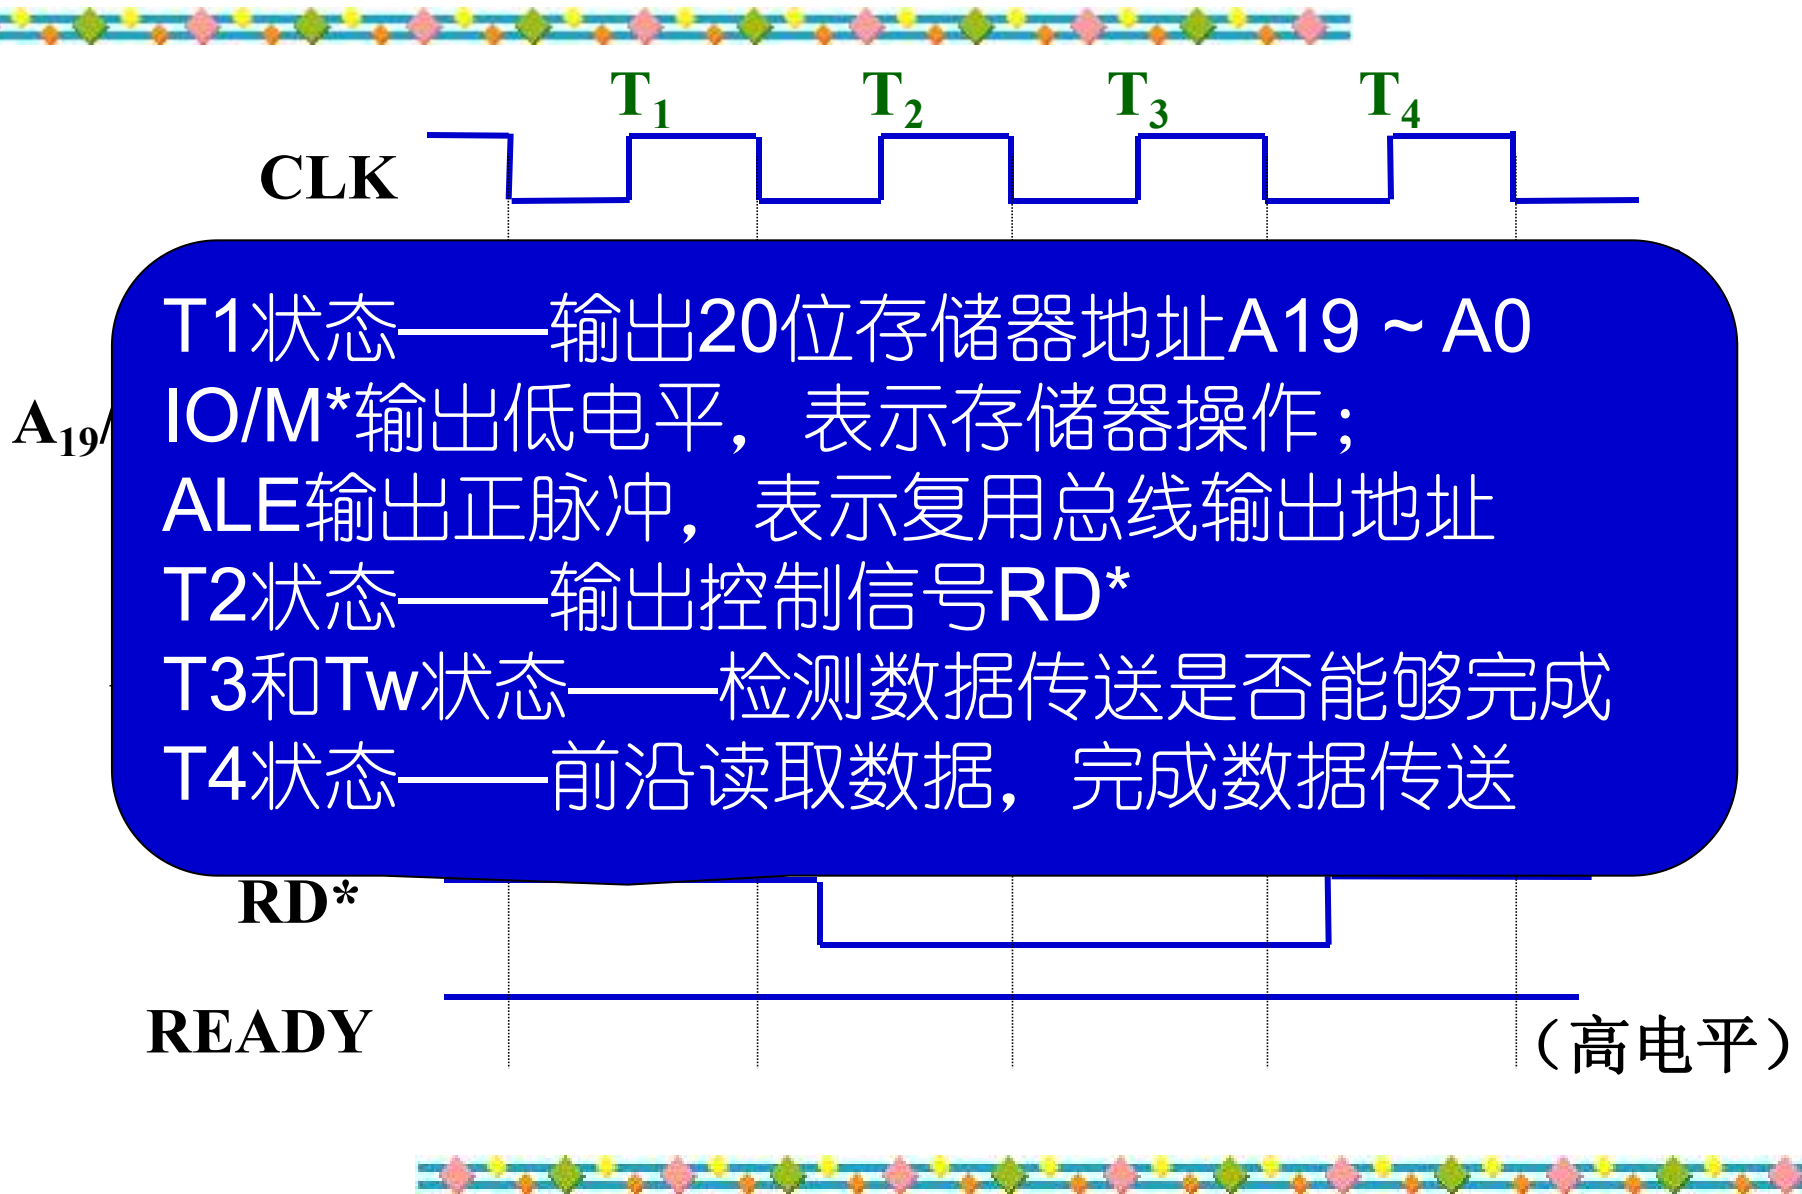 T1 T2 T3 T4
CLK
T1状态——输出20位存储器地址A19～A0
IO/M*输出低电平，表示存储器操作；
A19/
ALE输出正脉冲，表示复用总线输出地址
T2状态——输出控制信号RD*
T3和Tw状态——检测数据传送是否能够完成
T4状态——前沿读取数据，完成数据传送
RD*
READY
（高电平）